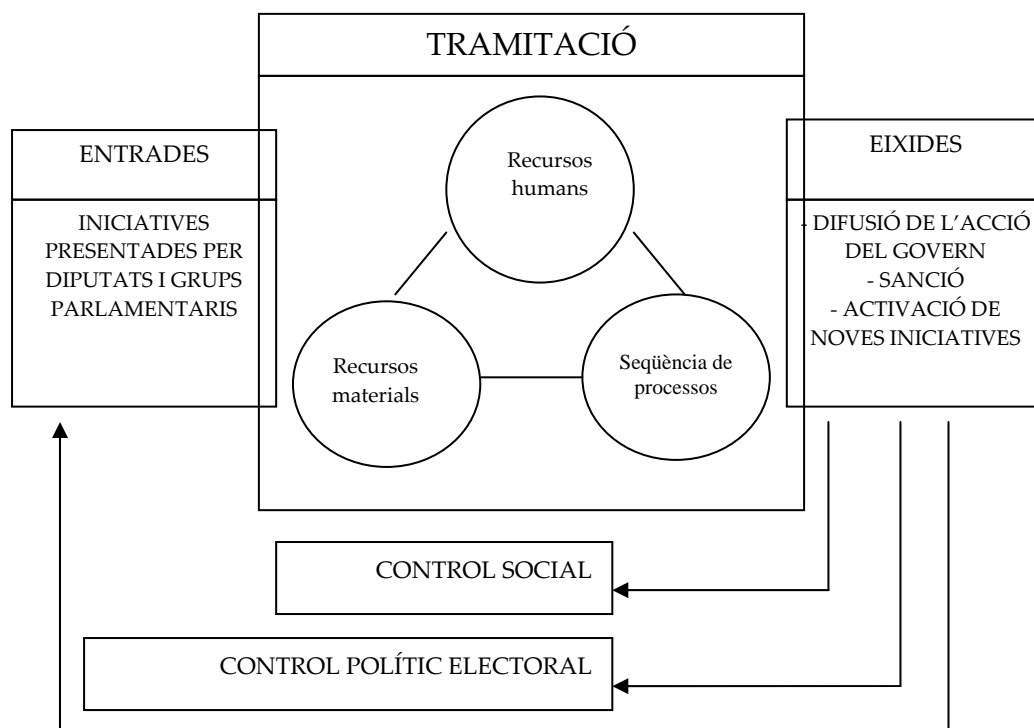 TRAMITACIÓ
ENTRADES
INICIATIVES
PRESENTADES PER
DIPUTATS I GRUPS
PARLAMENTARIS
Recursos
humans
Recursos
materials
Seqüència de
processos
EIXIDES
- DIFUSIÓ DE L’ACCIÓ
DEL GOVERN
- SANCIÓ
- ACTIVACIÓ DE
NOVES INICIATIVES
CONTROL SOCIAL
CONTROL POLÍTIC ELECTORAL